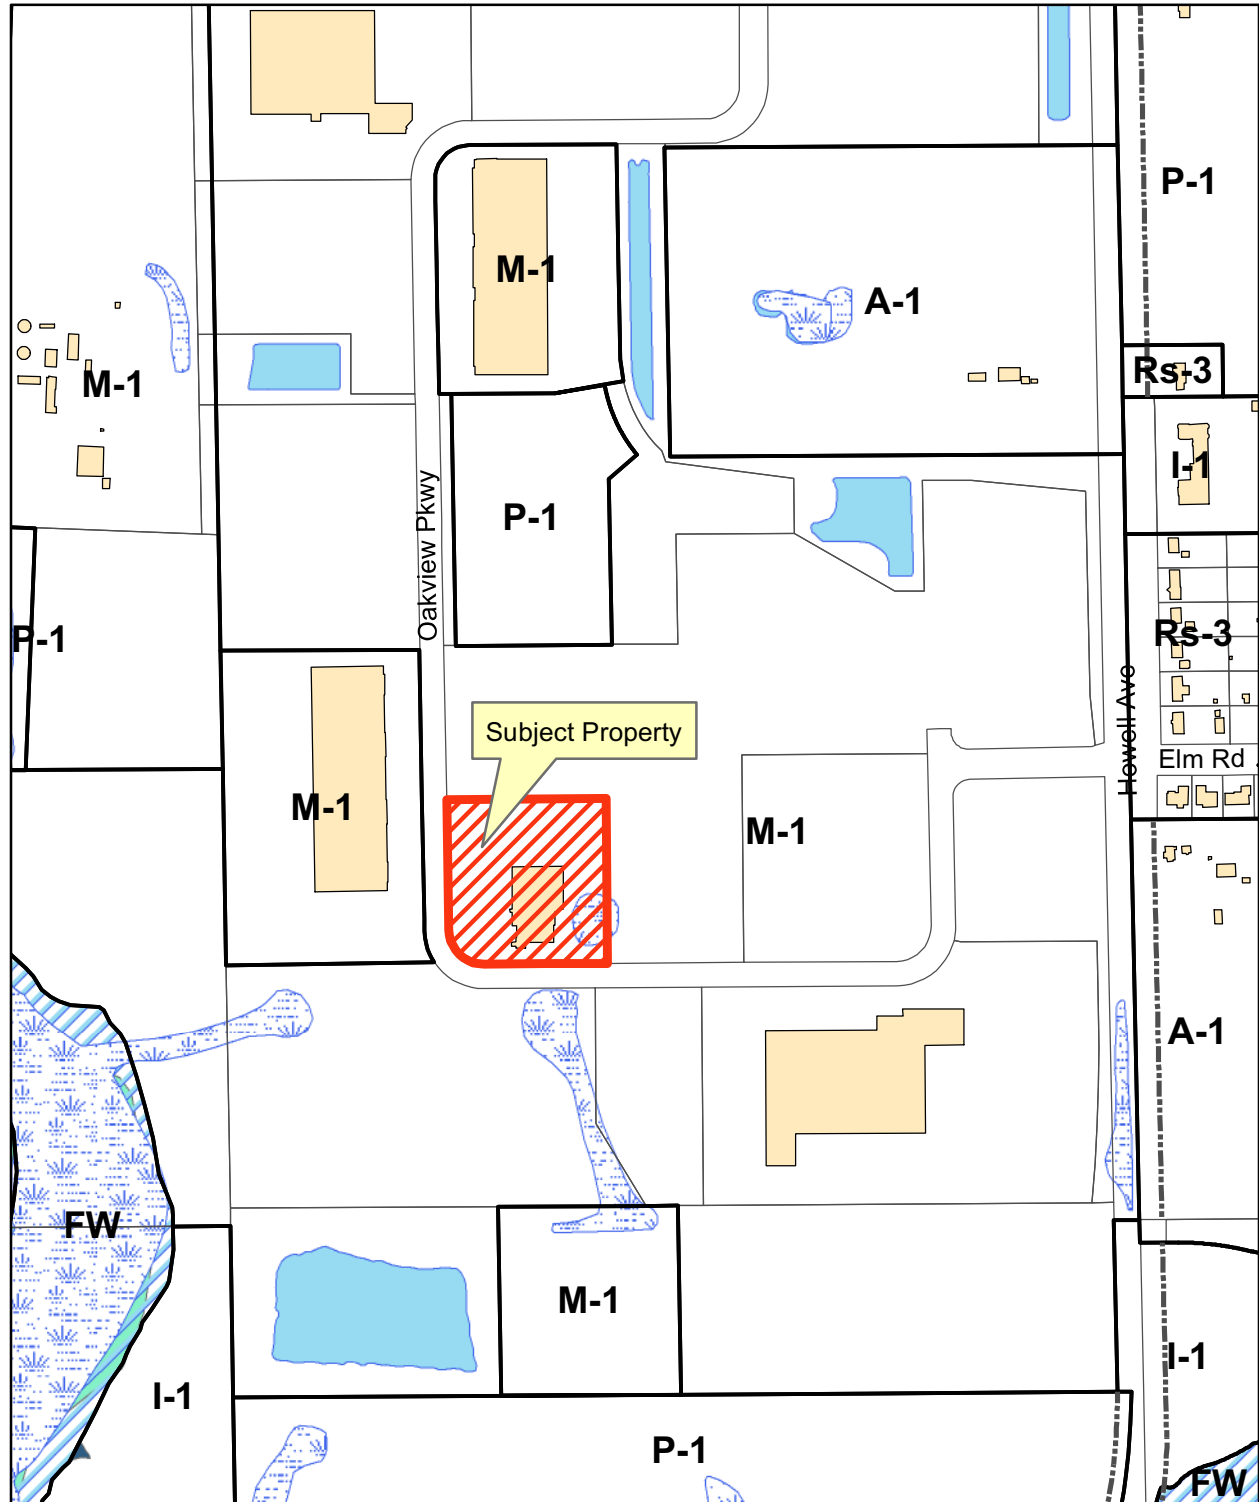 P-1
M-1
A-1
Rs-3
M-1
I-1
P-1
Oakview Pkwy
Rs-3
P-1
Howell Ave
Subject Property
Elm Rd
M-1
M-1
A-1
FW
M-1
I-1
I-1
P-1
FW